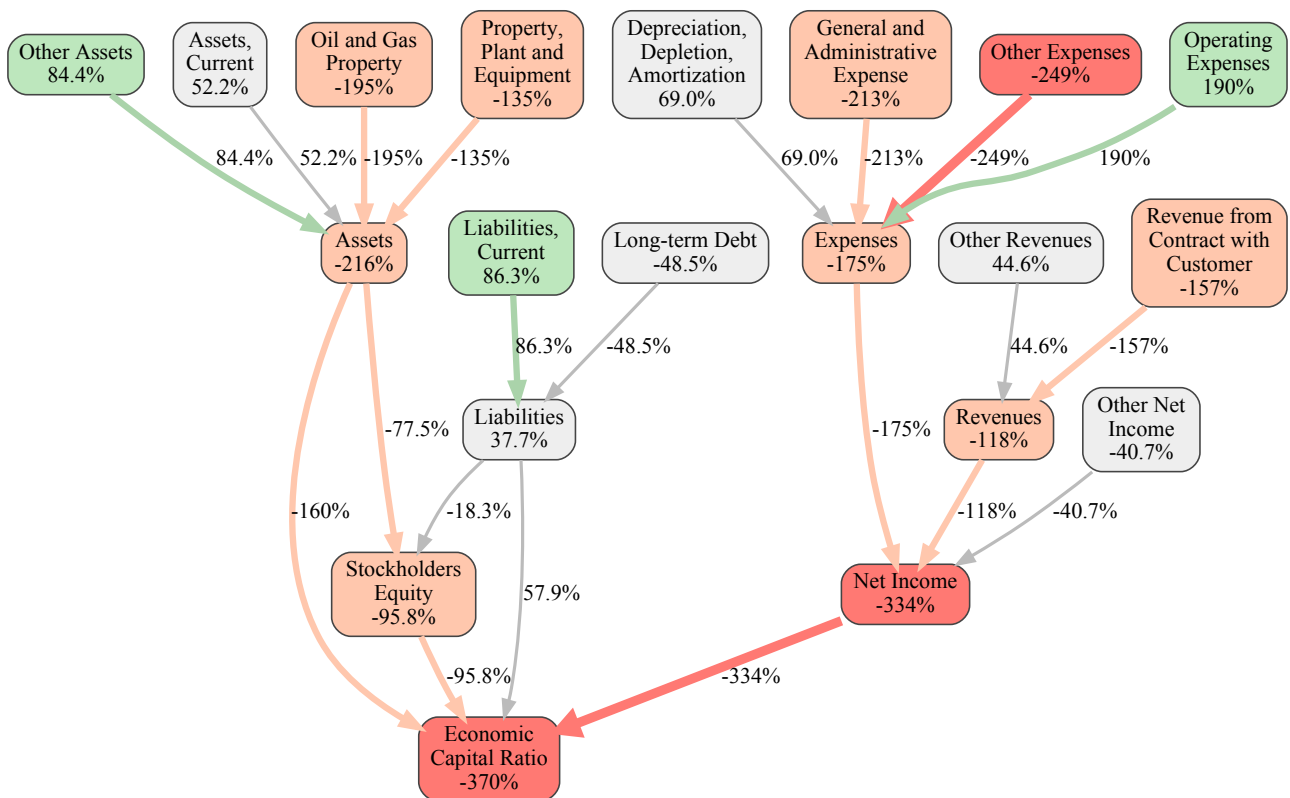 Other Assets
84.4%
Assets,
Current
52.2%
Oil and Gas
Property
-195%
Property,
Plant and
Equipment
-135%
Depreciation,
Depletion,
Amortization
69.0%
General and
Administrative
Expense
-213%
Other Expenses
-249%
Operating
Expenses
190%
84.4%
52.2%
-195%
-135%
69.0%
-213%
-249%
190%
Assets
-216%
Liabilities,
Current
86.3%
Long-term Debt
-48.5%
Expenses
-175%
Other Revenues
44.6%
Revenue from
Contract with
Customer
-157%
86.3%
-48.5%
44.6%
-157%
-77.5%
Liabilities
37.7%
-175%
Revenues
-118%
Other Net
Income
-40.7%
-160%
-18.3%
-118%
-40.7%
Stockholders
Equity
-95.8%
57.9%
Net Income
-334%
-95.8%
-334%
Economic
Capital Ratio
-370%